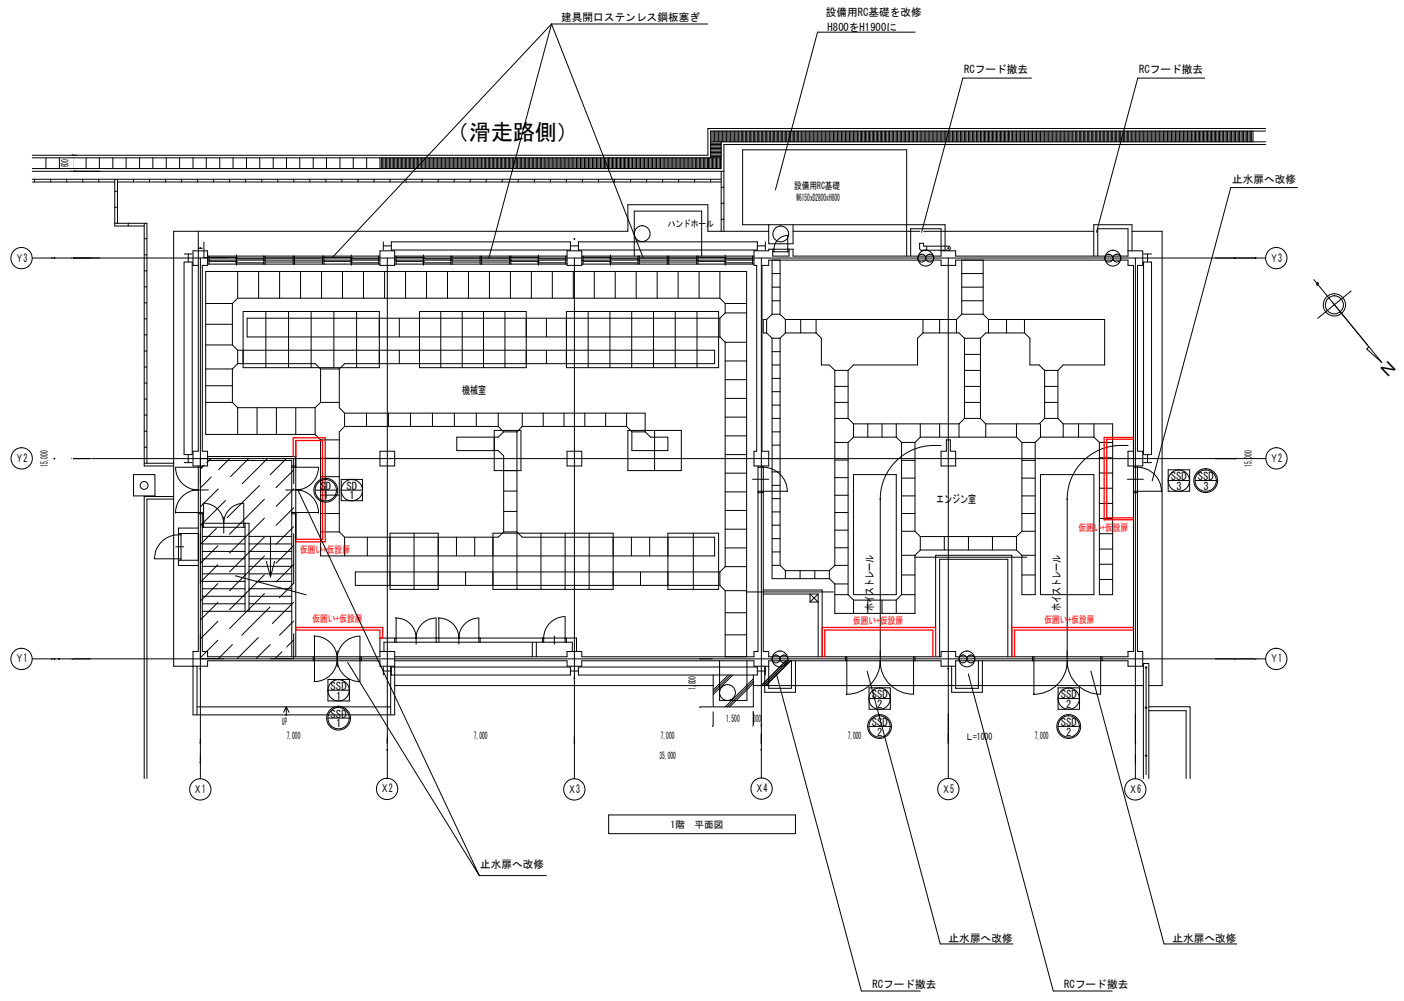 建具開口ステンレス鋼板塞ぎ
設備用RC基礎を改修
H800をH1900に
RCフード撤去
RCフード撤去
(滑走路側)
止水扉へ改修
設備用RC基礎
W6150xD2800xH800
ハンドホール
Y3
Y3
N
機械室
Y2
15,000
15,000
Y2
SD
1
SD
1
SSD
3
SSD
3
エンジン室
仮囲い+仮設扉
仮囲い+仮設扉
ホイストレール
ホイストレール
仮囲い+仮設扉
仮囲い+仮設扉
仮囲い+仮設扉
Y1
Y1
1,800
SSD
1
SSD
2
SSD
2
UP
SSD
1
1,500
SSD
2
SSD
2
7,000
7,000
7,000
7,000
L=1000
7,000
35,000
X1
X2
X3
X4
X5
X6
1階 平面図
止水扉へ改修
止水扉へ改修
止水扉へ改修
RCフード撤去
RCフード撤去